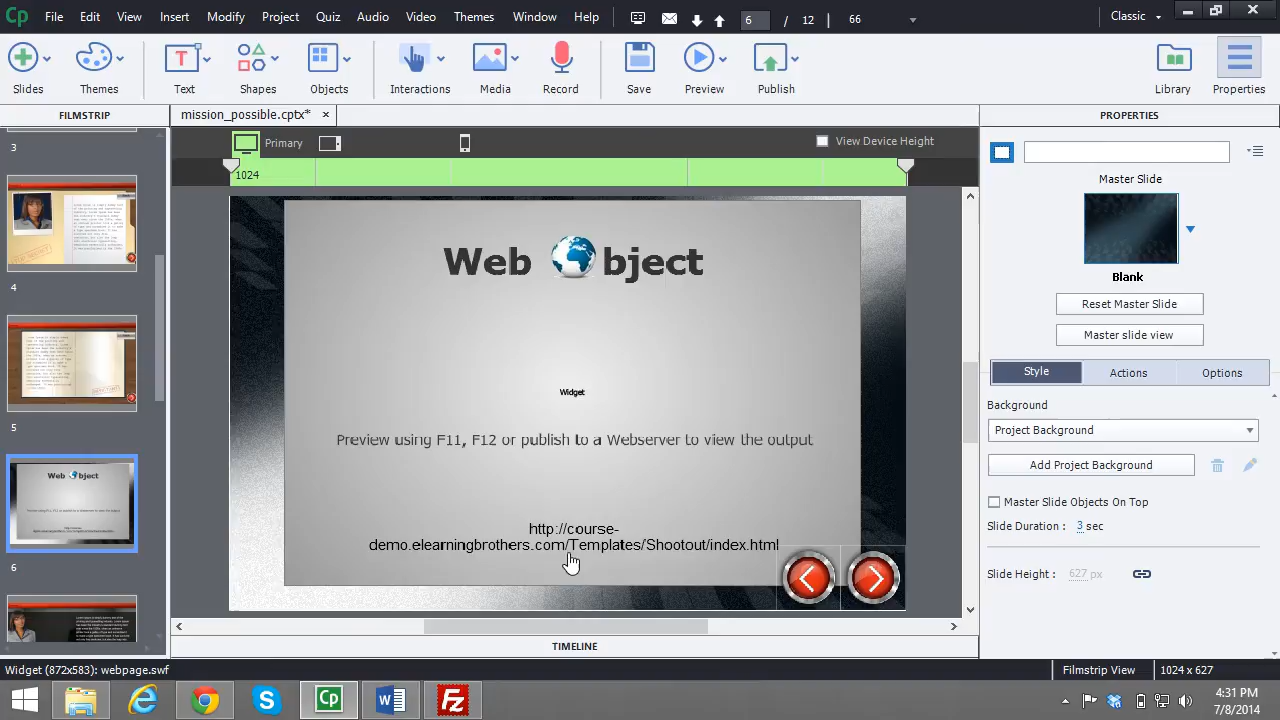 Cp File Edit View Insert Modify Project Quiz Audio Video Themes Window Help 6 / 12 66 Classic
Slides Themes Text Shapes Objects Interactions Media Record Save Preview Publish Library Properties
FILMSTRIP
mission_possible.cptx* ×
PROPERTIES
Primary
View Device Height
1024
3
4
5
6
Web bject
Widget
Preview using F11, F12 or publish to a Webserver to view the output
http://course-
demo.elearningbrothers.com/Templates/Shootout/index.html
Master Slide
Blank
Reset Master Slide
Master slide view
Style Actions Options
Background
Project Background
Add Project Background
Master Slide Objects On Top
Slide Duration : 3 sec
Slide Height : 627 px
TIMELINE
Widget (872x583): webpage.swf
Filmstrip View
1024 x 627
4:31 PM
7/8/2014